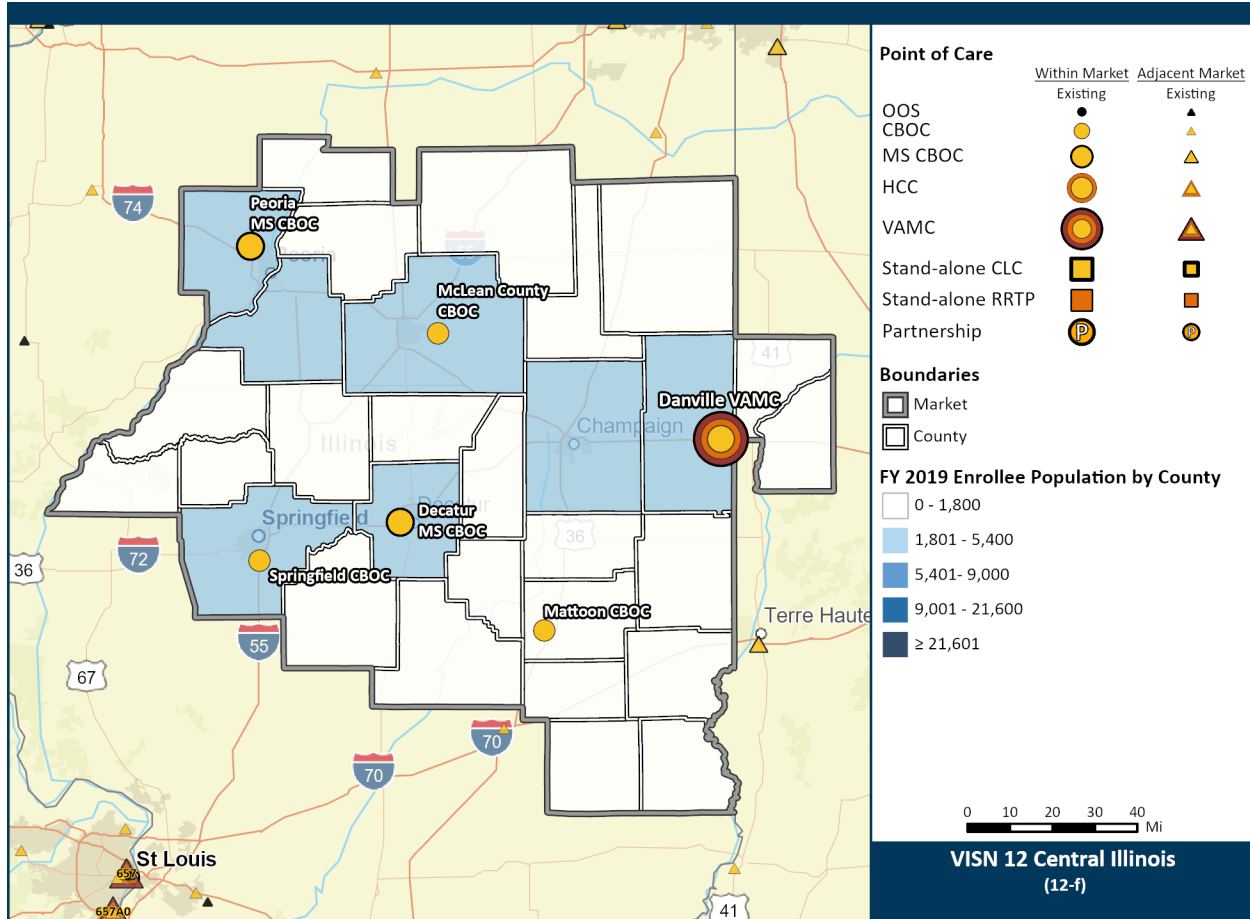 74
Peoria
MS CBOC
Peoria
55
McLean County
CBOC
41
Danville VAMC
Champaign
Illinois
Decatur
Springfield
Decatur
MS CBOC
36
72
36
Springfield CBOC
Mattoon CBOC
Terre Haute
55
67
70
70
St Louis
657
657A0
41
Point of Care
Within Market Adjacent Market
Existing Existing
OOS
CBOC
MS CBOC
HCC
VAMC
Stand-alone CLC
Stand-alone RRTP
Partnership P P
Boundaries
Market
County
FY 2019 Enrollee Population by County
0 - 1,800
1,801 - 5,400
5,401- 9,000
9,001 - 21,600
≥ 21,601
0 10 20 30 40
Mi
VISN 12 Central Illinois
(12-f)